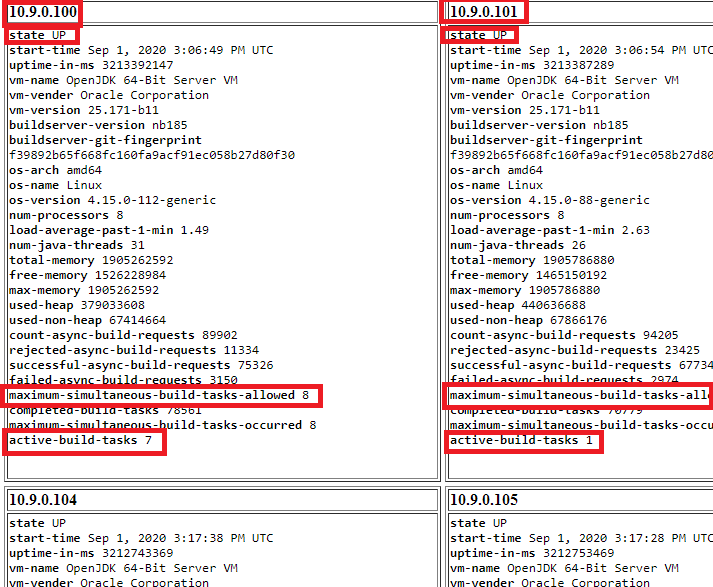 10.9.0.100
state UP
start-time Sep 1, 2020 3:06:49 PM UTC
uptime-in-ms 3213392147
vm-name OpenJDK 64-Bit Server VM
vm-vender Oracle Corporation
vm-version 25.171-b11
buildserver-version nb185
buildserver-git-fingerprint
f39892b65f668fc160fa9acf91ec058b27d80f30
os-arch amd64
os-name Linux
os-version 4.15.0-112-generic
num-processors 8
load-average-past-1-min 1.49
num-java-threads 31
total-memory 1905262592
free-memory 1526228984
max-memory 1905262592
used-heap 379033608
used-non-heap 67414664
count-async-build-requests 89902
rejected-async-build-requests 11334
successful-async-build-requests 75326
failed-async-build-requests 3150
maximum-simultaneous-build-tasks-allowed 8
completed-build-tasks 78561
maximum-simultaneous-build-tasks-occurred 8
active-build-tasks 7
10.9.0.101
state UP
start-time Sep 1, 2020 3:06:54 PM UTC
uptime-in-ms 3213387289
vm-name OpenJDK 64-Bit Server VM
vm-vender Oracle Corporation
vm-version 25.171-b11
buildserver-version nb185
buildserver-git-fingerprint
f39892b65f668fc160fa9acf91ec058b27d80
os-arch amd64
os-name Linux
os-version 4.15.0-88-generic
num-processors 8
load-average-past-1-min 2.63
num-java-threads 26
total-memory 1905786880
free-memory 1465150192
max-memory 1905786880
used-heap 440636688
used-non-heap 67866176
count-async-build-requests 94205
rejected-async-build-requests 23425
successful-async-build-requests 67734
failed-async-build-requests 2974
maximum-simultaneous-build-tasks-allo
completed-build-tasks 70779
maximum-simultaneous-build-tasks-occu
active-build-tasks 1
10.9.0.104
state UP
start-time Sep 1, 2020 3:17:38 PM UTC
uptime-in-ms 3212743369
vm-name OpenJDK 64-Bit Server VM
vm-vender Oracle Corporation
10.9.0.105
state UP
start-time Sep 1, 2020 3:17:28 PM UTC
uptime-in-ms 3212753469
vm-name OpenJDK 64-Bit Server VM
vm-vender Oracle Corporation